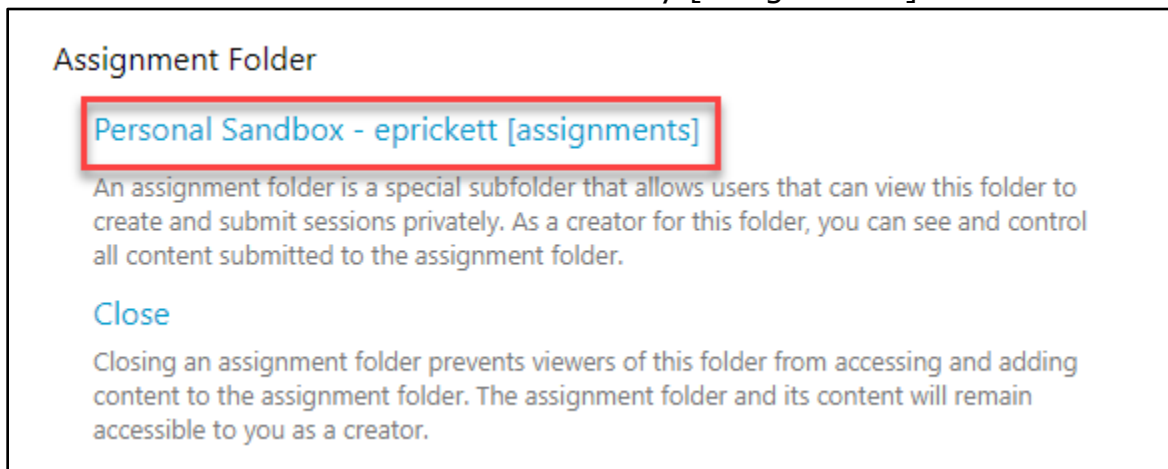 Assignment Folder
Personal Sandbox - eprickett [assignments]
An assignment folder is a special subfolder that allows users that can view this folder to
create and submit sessions privately. As a creator for this folder, you can see and control
all content submitted to the assignment folder.
Close
Closing an assignment folder prevents viewers of this folder from accessing and adding
content to the assignment folder. The assignment folder and its content will remain
accessible to you as a creator.